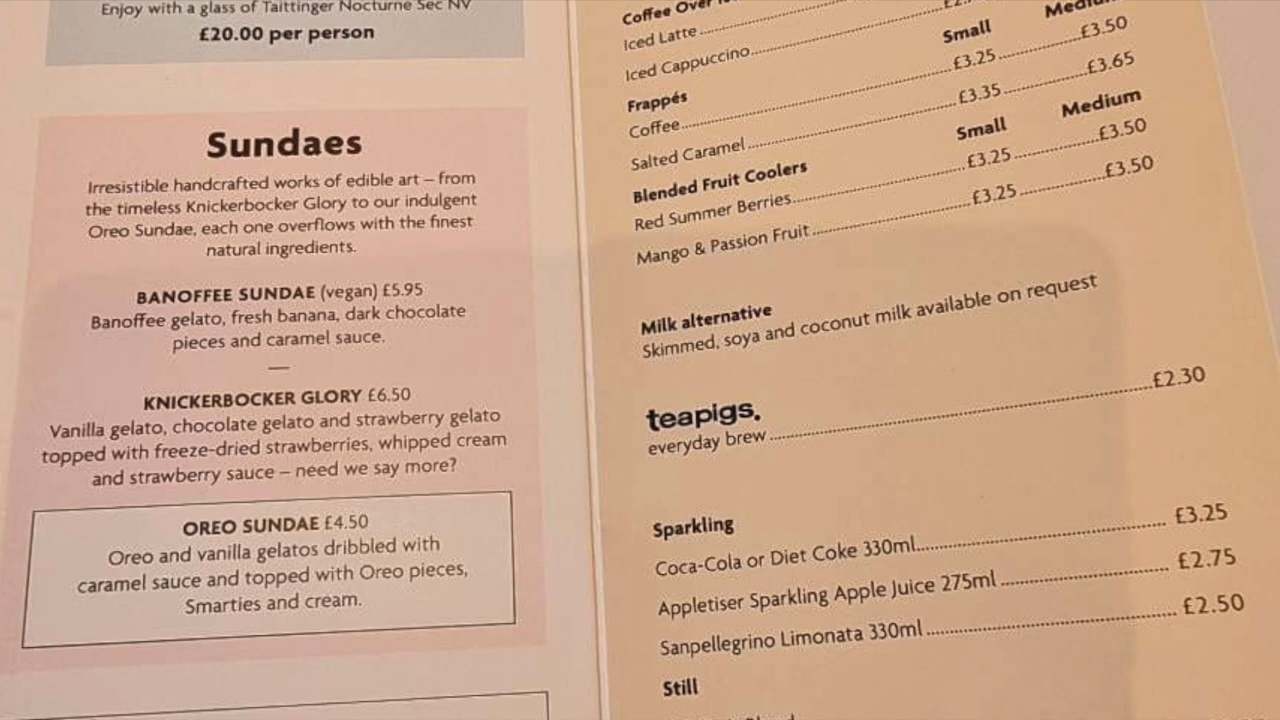 Enjoy with a glass of Taittinger Nocturne Sec NV
£20.00 per person
Sundaes
Irresistible handcrafted works of edible art – from
the timeless Knickerbocker Glory to our indulgent
Oreo Sundae, each one overflows with the finest
natural ingredients.
BANOFFEE SUNDAE (vegan) £5.95
Banoffee gelato, fresh banana, dark chocolate
pieces and caramel sauce.
—
KNICKERBOCKER GLORY £6.50
Vanilla gelato, chocolate gelato and strawberry gelato
topped with freeze-dried strawberries, whipped cream
and strawberry sauce – need we say more?
OREO SUNDAE £4.50
Oreo and vanilla gelatos dribbled with
caramel sauce and topped with Oreo pieces,
Smarties and cream.
Coffee Over
Iced Latte
Iced Cappuccino
Small Medium
Frappés
Coffee £3.25 £3.50
Salted Caramel £3.35 £3.65
Blended Fruit Coolers Small Medium
Red Summer Berries £3.25 £3.50
Mango & Passion Fruit £3.25 £3.50
Milk alternative
Skimmed, soya and coconut milk available on request
teapigs.
everyday brew £2.30
Sparkling
Coca-Cola or Diet Coke 330ml £3.25
Appletiser Sparkling Apple Juice 275ml £2.75
Sanpellegrino Limonata 330ml £2.50
Still